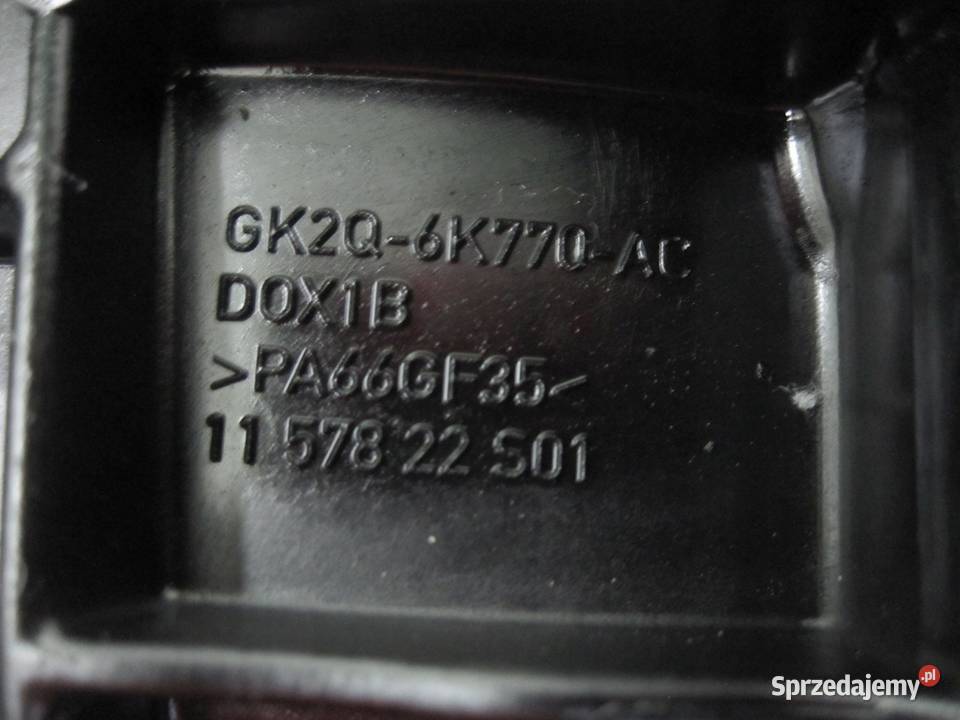 GK2Q-6K770-AC
D0X1B
>PA66GF35<
11 578 22 S01
Sprzedajemy.pl